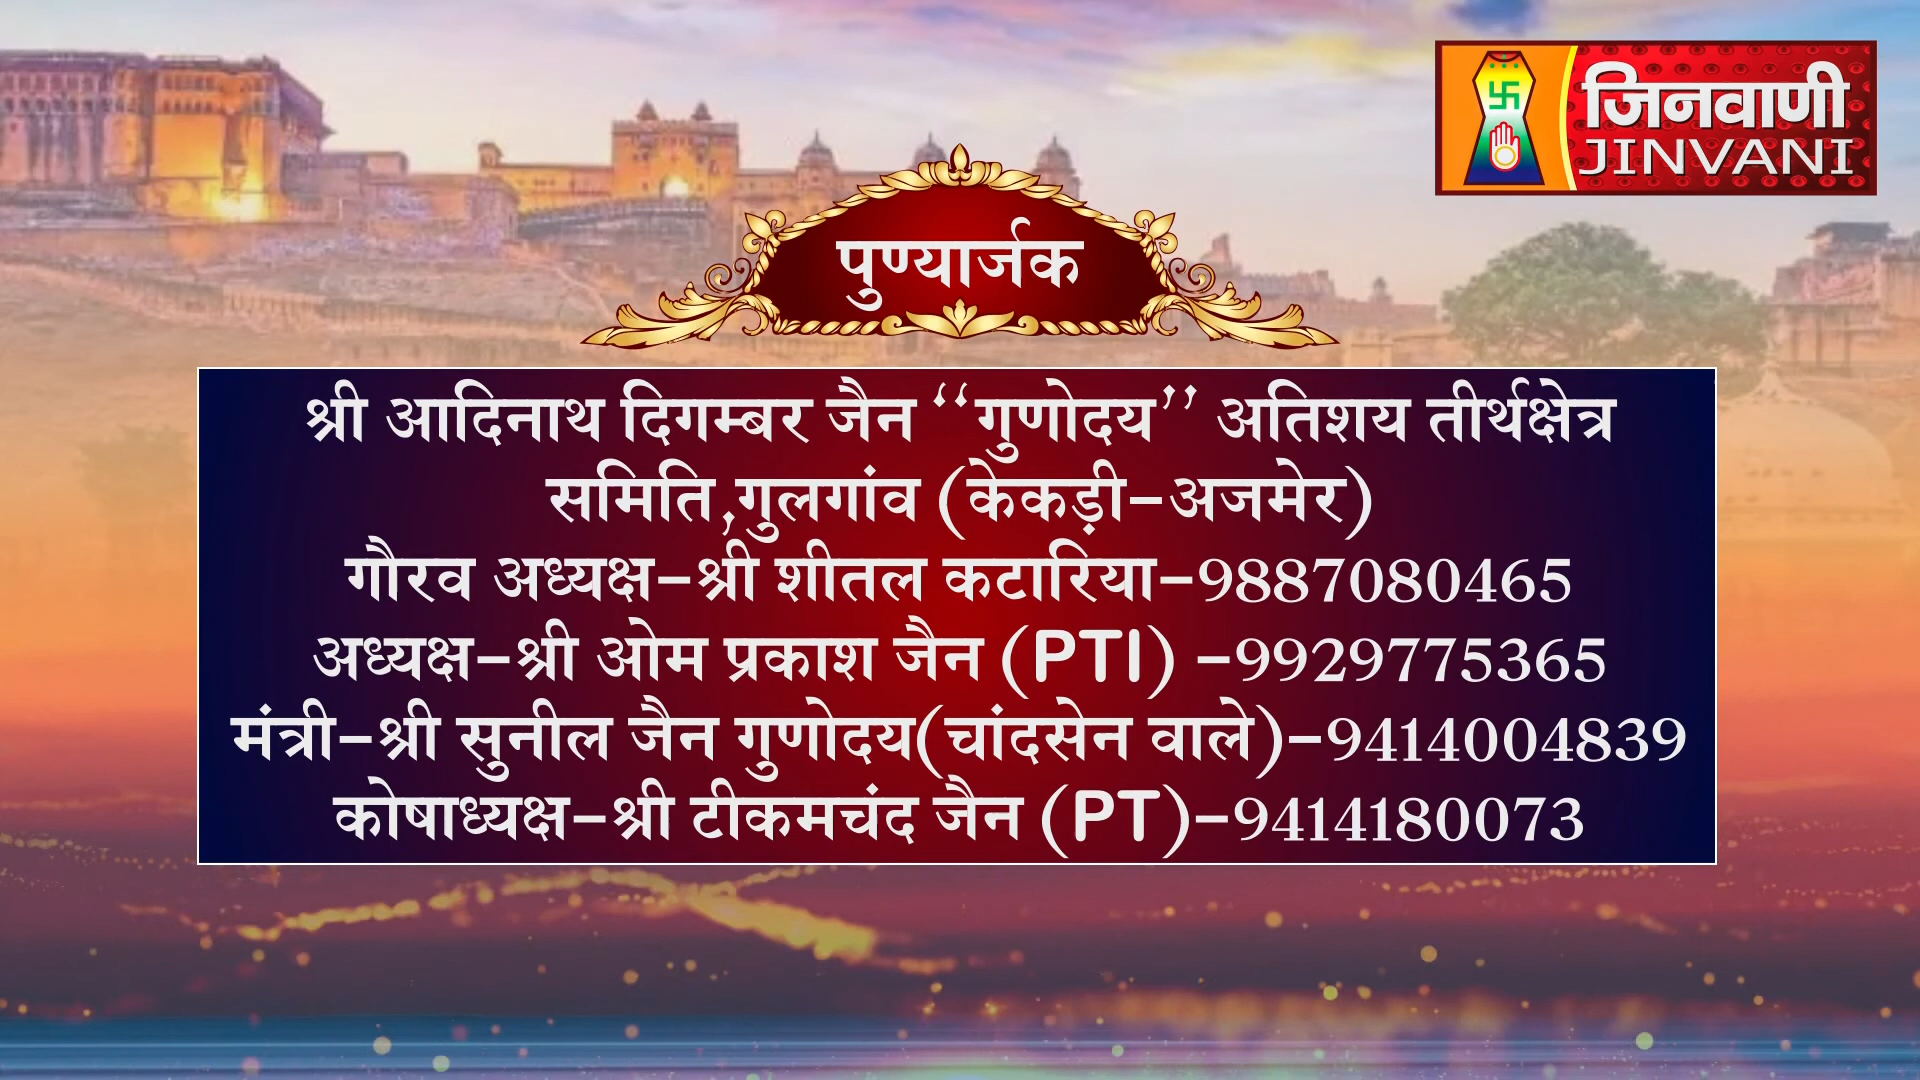 जिनवाणी
JINVANI
पुण्यार्जक
श्री आदिनाथ दिगम्बर जैन “गुणोदय” अतिशय तीर्थक्षेत्र
समिति,गुलगांव (केकड़ी-अजमेर)
गौरव अध्यक्ष-श्री शीतल कटारिया-9887080465
अध्यक्ष-श्री ओम प्रकाश जैन (PTI) -9929775365
मंत्री-श्री सुनील जैन गुणोदय(चांदसेन वाले)-9414004839
कोषाध्यक्ष-श्री टीकमचंद जैन (PT)-9414180073